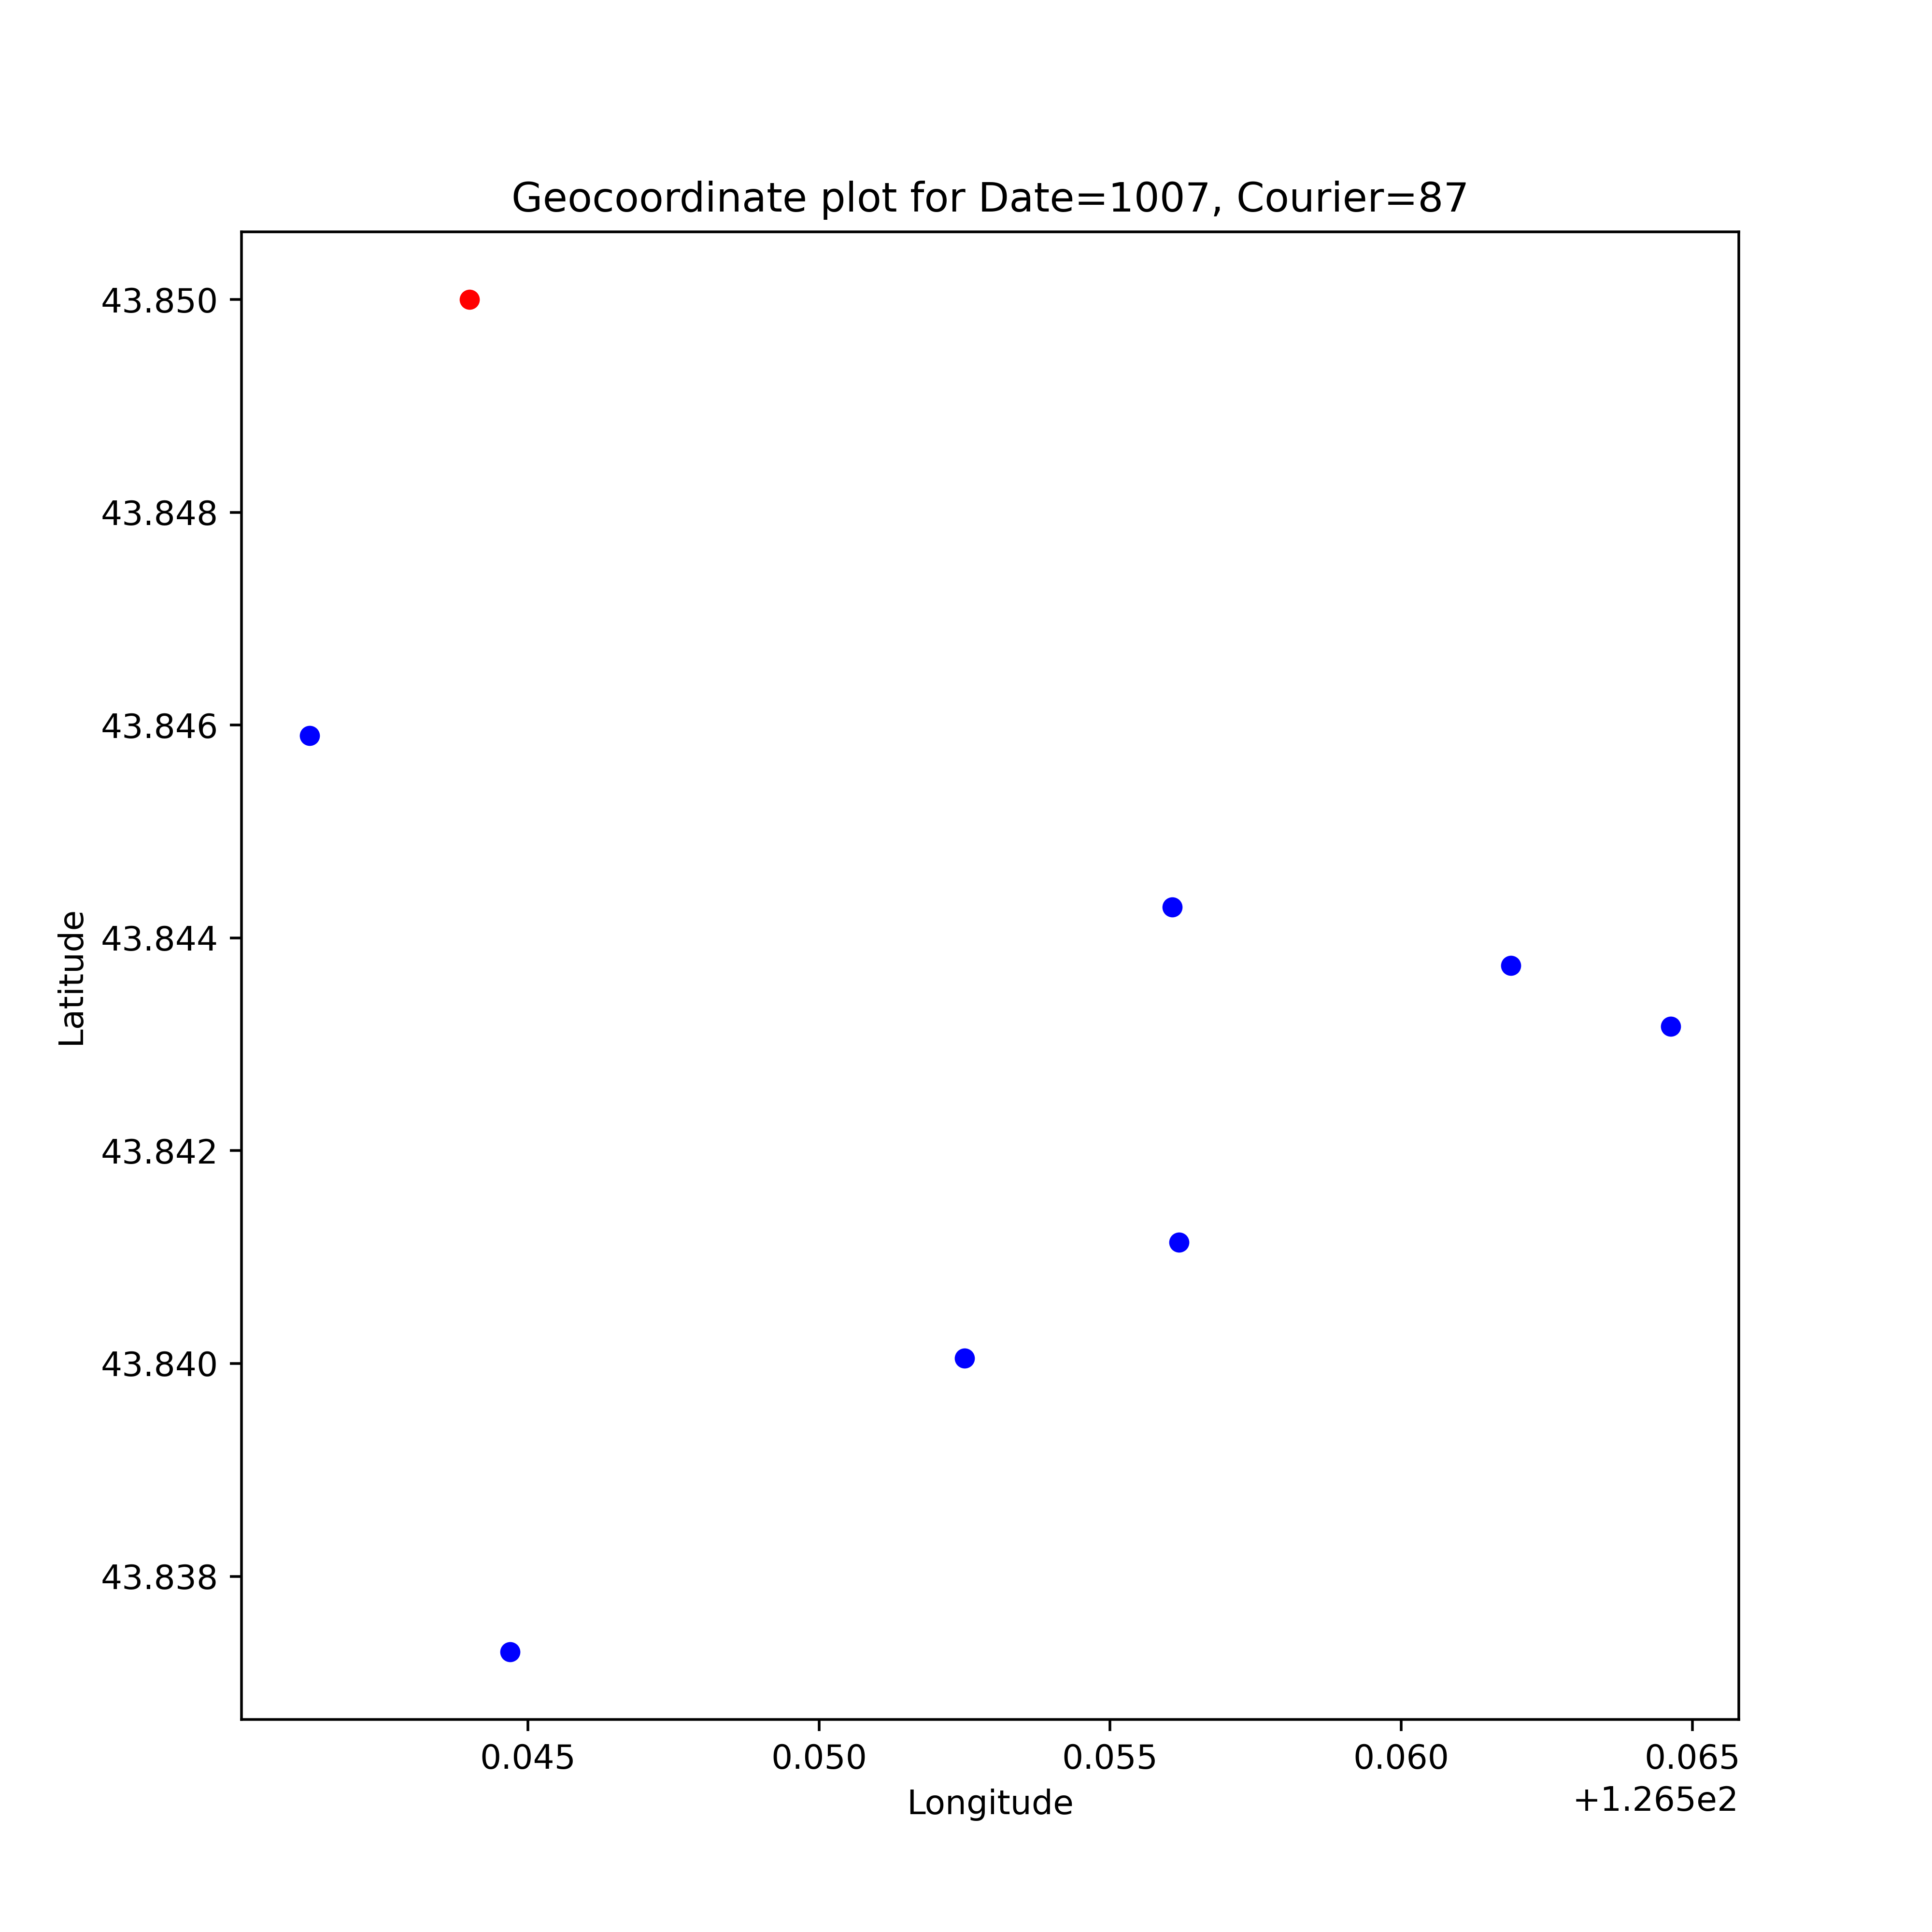 Geocoordinate plot for Date=1007, Courier=87
43.850
43.848
43.846
43.844
43.842
43.840
43.838
Latitude
0.045 0.050 0.055 0.060 0.065
+1.265e2
Longitude